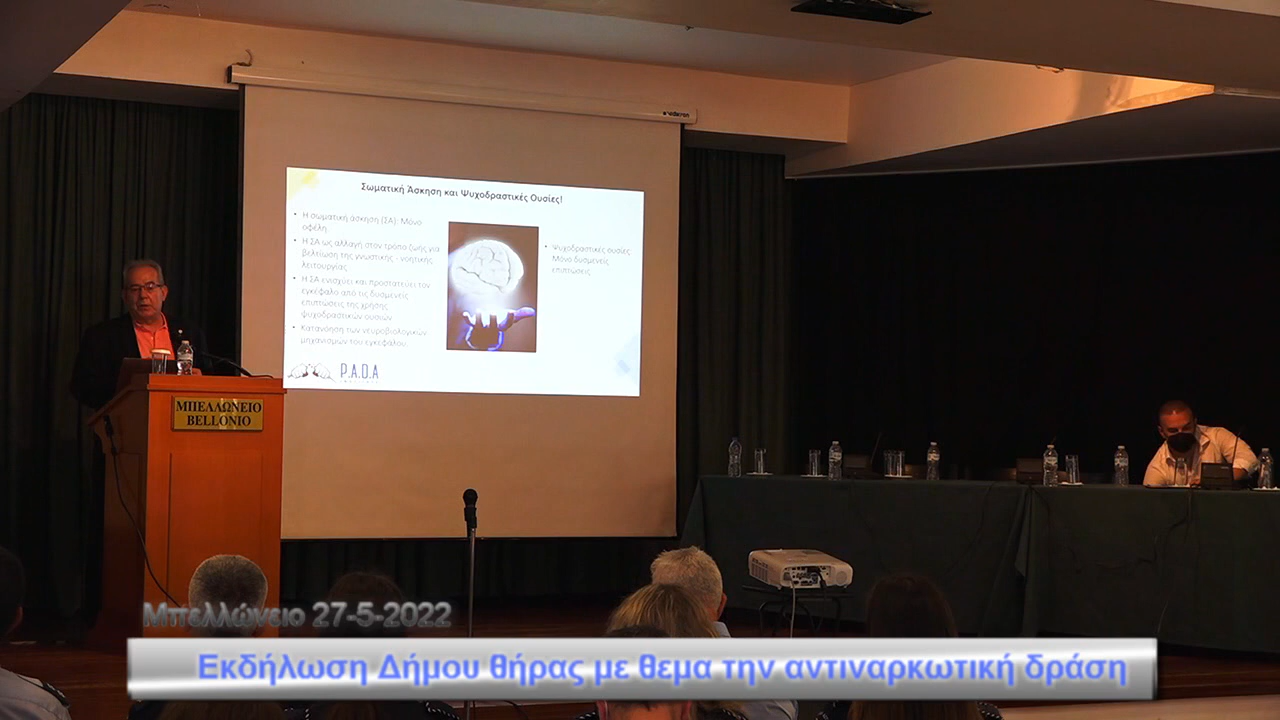 Σωματική Άσκηση και Ψυχοδραστικές Ουσίες!
• Η σωματική άσκηση (ΣΑ): Μόνο
οφέλη
• Η ΣΑ ως αλλαγή στον τρόπο ζωής για
βελτίωση της γνωστικής - νοητικής
λειτουργίας
• Η ΣΑ ενισχύει και προστατεύει τον
εγκέφαλο από τις δυσμενείς
επιπτώσεις της χρήσης
ψυχοδραστικών ουσιών
• Κατανόηση των νευροβιολογικών
μηχανισμών του εγκεφάλου
• Ψυχοδραστικές ουσίες:
Μόνο δυσμενείς
επιπτώσεις
P.A.D.A
ΜΠΕΛΛΩΝΕΙΟ
BELLONIO
Μπελλώνειο 27-5-2022
Εκδήλωση Δήμου θήρας με θεμα την αντιναρκωτική δράση